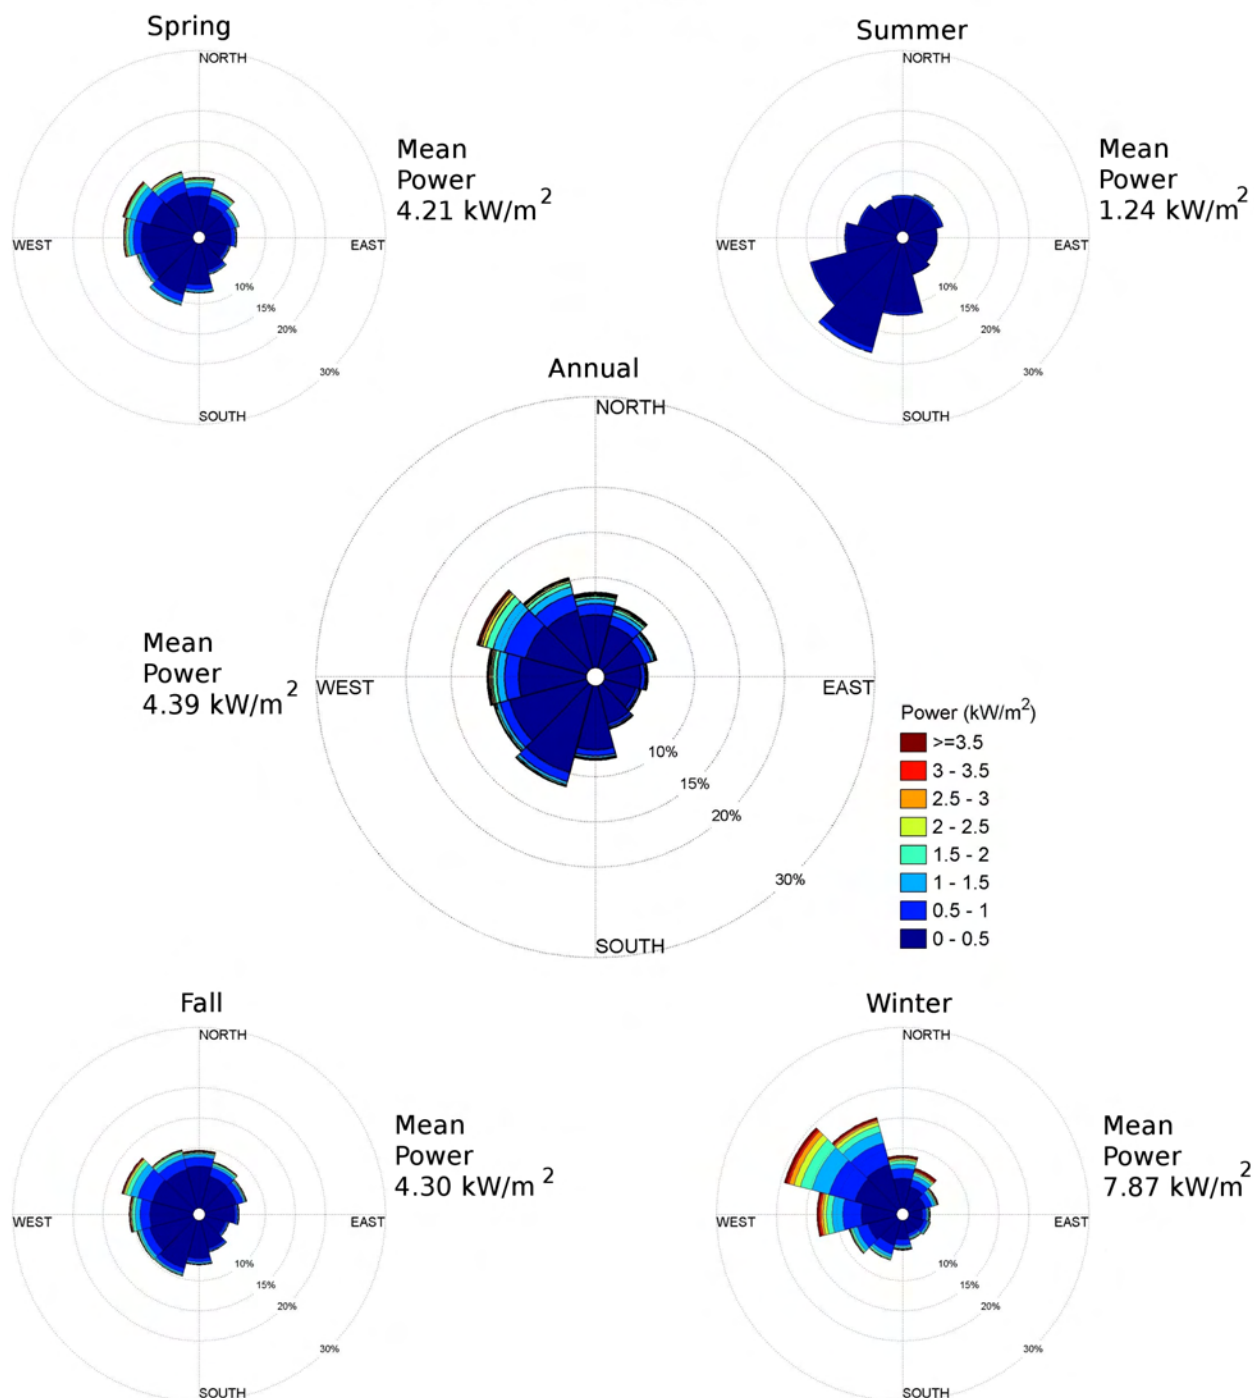 Spring
NORTH
WEST
EAST
SOUTH
10%
15%
20%
30%
Mean
Power
4.21 kW/m²
Summer
NORTH
WEST
EAST
SOUTH
10%
15%
20%
30%
Mean
Power
1.24 kW/m²
Annual
NORTH
WEST
EAST
SOUTH
10%
15%
20%
30%
Mean
Power
4.39 kW/m²
Power (kW/m²)
>=3.5
3 - 3.5
2.5 - 3
2 - 2.5
1.5 - 2
1 - 1.5
0.5 - 1
0 - 0.5
Fall
NORTH
WEST
EAST
SOUTH
10%
15%
20%
30%
Mean
Power
4.30 kW/m²
Winter
NORTH
WEST
EAST
SOUTH
10%
15%
20%
30%
Mean
Power
7.87 kW/m²